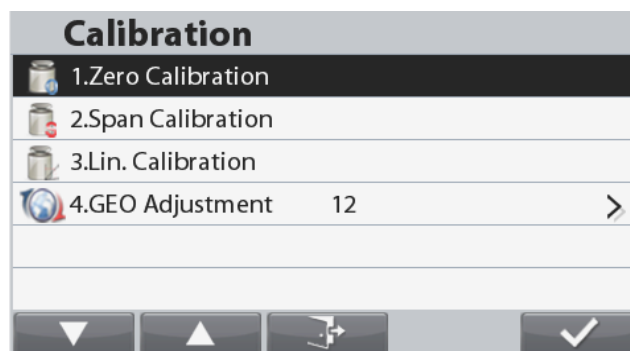 Calibration
1.Zero Calibration
2.Span Calibration
3.Lin. Calibration
4.GEO Adjustment 12